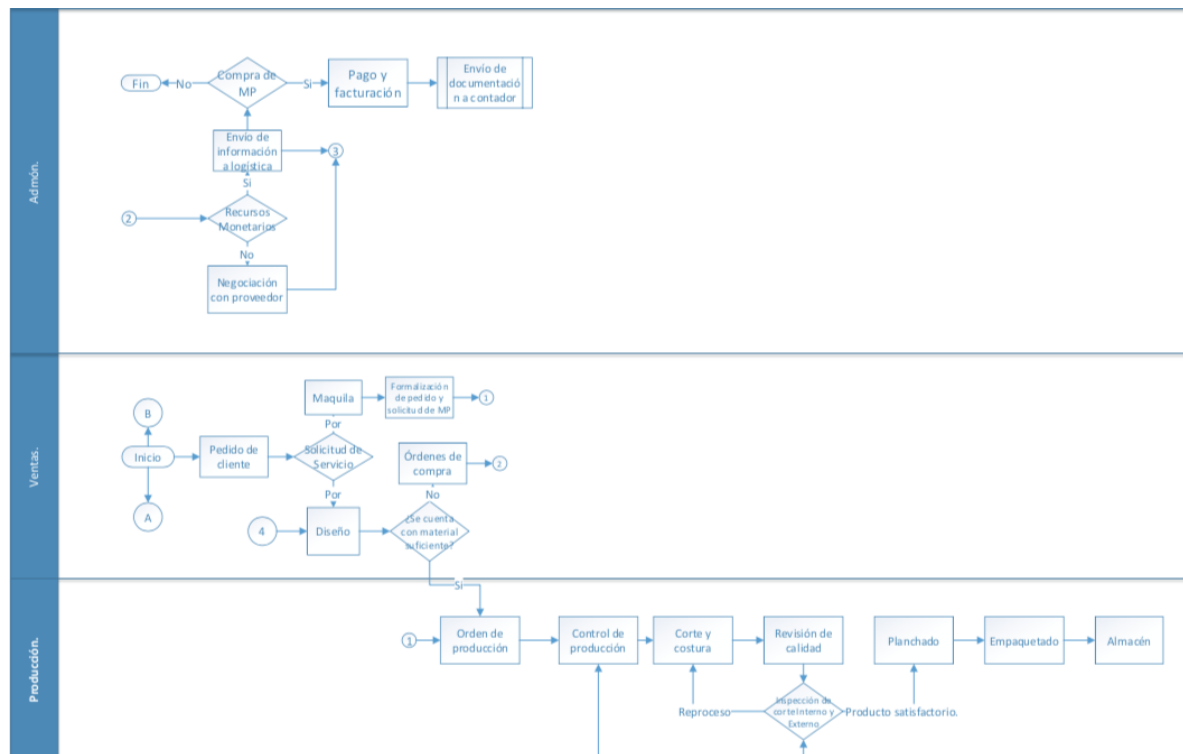 Admón.
Fin
No
Compra de
MP
Si
Pago y
facturación
Envío de
documentació
n a contador
Envío de
información
a logística
3
Si
2
Recursos
Monetarios
No
Negociación
con proveedor
Ventas.
B
Inicio
A
Pedido de
cliente
Solicitud de
Servicio
Por
Maquila
Formalización
de pedido y
solicitud de MP
1
Por
4
Diseño
¿Se cuenta
con material
suficiente?
No
Órdenes de
compra
2
Si
Producción.
1
Orden de
producción
Control de
producción
Corte y
costura
Revisión de
calidad
Planchado
Empaquetado
Almacén
Reproceso
Inspección de
corte Interno y
Externo
Producto satisfactorio.